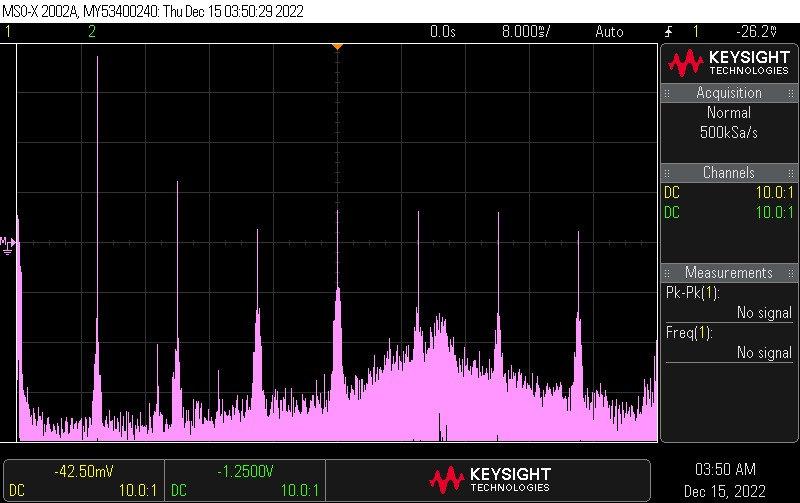 MSO-X 2002A, MY53400240: Thu Dec 15 03:50:29 2022
1 2 0.0s 8.000s/ Auto 1 -26.2V
KEYSIGHT
TECHNOLOGIES
Acquisition
Normal
500kSa/s
Channels
DC 10.0:1
DC 10.0:1
M
Measurements
Pk-Pk(1):
No signal
Freq(1):
No signal
-42.50mV
DC 10.0:1
-1.2500V
DC 10.0:1
KEYSIGHT
TECHNOLOGIES
03:50 AM
Dec 15, 2022